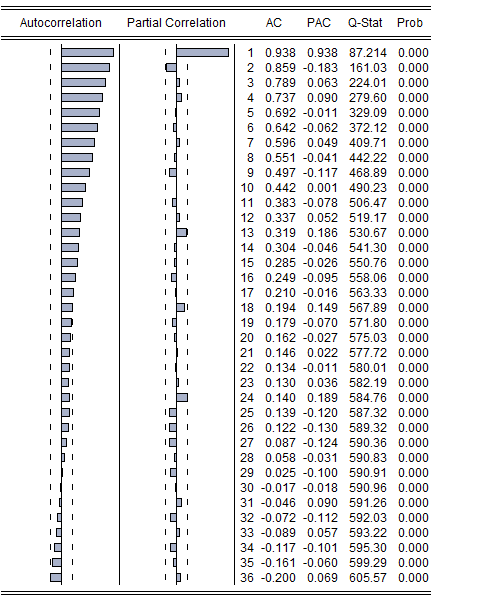 Autocorrelation Partial Correlation AC PAC Q-Stat Prob
1 0.938 0.938 87.214 0.000
2 0.859 -0.183 161.03 0.000
3 0.789 0.063 224.01 0.000
4 0.737 0.090 279.60 0.000
5 0.692 -0.011 329.09 0.000
6 0.642 -0.062 372.12 0.000
7 0.596 0.049 409.71 0.000
8 0.551 -0.041 442.22 0.000
9 0.497 -0.117 468.89 0.000
10 0.442 0.001 490.23 0.000
11 0.383 -0.078 506.47 0.000
12 0.337 0.052 519.17 0.000
13 0.319 0.186 530.67 0.000
14 0.304 -0.046 541.30 0.000
15 0.285 -0.026 550.76 0.000
16 0.249 -0.095 558.06 0.000
17 0.210 -0.016 563.33 0.000
18 0.194 0.149 567.89 0.000
19 0.179 -0.070 571.80 0.000
20 0.162 -0.027 575.03 0.000
21 0.146 0.022 577.72 0.000
22 0.134 -0.011 580.01 0.000
23 0.130 0.036 582.19 0.000
24 0.140 0.189 584.76 0.000
25 0.139 -0.120 587.32 0.000
26 0.122 -0.130 589.32 0.000
27 0.087 -0.124 590.36 0.000
28 0.058 -0.031 590.83 0.000
29 0.025 -0.100 590.91 0.000
30 -0.017 -0.018 590.96 0.000
31 -0.046 0.090 591.26 0.000
32 -0.072 -0.112 592.03 0.000
33 -0.089 0.057 593.22 0.000
34 -0.117 -0.101 595.30 0.000
35 -0.161 -0.060 599.29 0.000
36 -0.200 0.069 605.57 0.000